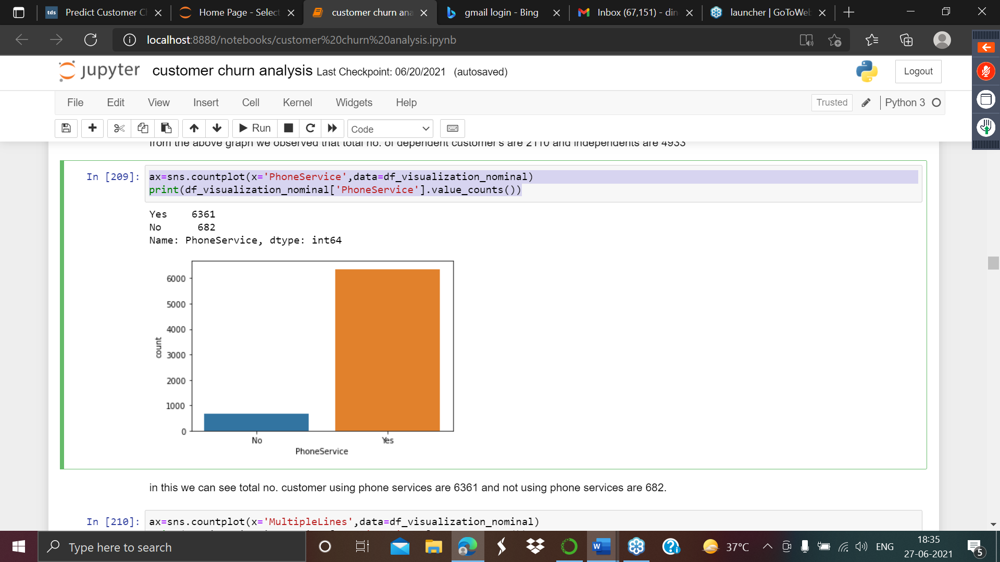 tds Predict Customer C
Home Page - Select
customer churn ana
gmail login - Bing
Inbox (67,151) - din
launcher | GoToWeb
localhost:8888/notebooks/customer%20churn%20analysis.ipynb
jupyter customer churn analysis Last Checkpoint: 06/20/2021 (autosaved)
Logout
File Edit View Insert Cell Kernel Widgets Help
Trusted
Python 3
Run
Code
from the above graph we observed that total no. of dependent customer's are 2110 and independents are 4933
In [209]: ax=sns.countplot(x='PhoneService',data=df_visualization_nominal)
print(df_visualization_nominal['PhoneService'].value_counts())
Yes 6361
No 682
Name: PhoneService, dtype: int64
6000
5000
4000
3000
2000
1000
0
count
No Yes
PhoneService
in this we can see total no. customer using phone services are 6361 and not using phone services are 682.
In [210]: ax=sns.countplot(x='MultipleLines',data=df_visualization_nominal)
Type here to search
37°C
ENG
18:35
27-06-2021
5